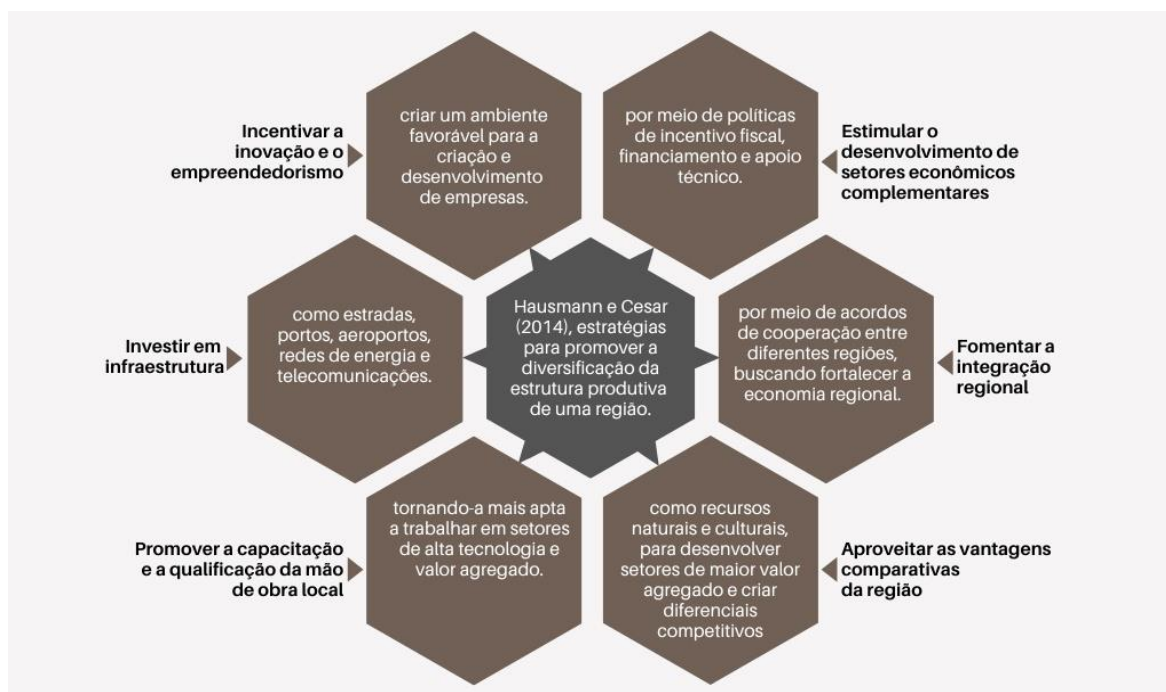 Incentivar a
inovação e o
empreendedorismo
criar um ambiente
favorável para a
criação e
desenvolvimento
de empresas.
por meio de políticas
de incentivo fiscal,
financiamento e apoio
técnico.
Estimular o
desenvolvimento de
setores econômicos
complementares
Investir em
infraestrutura
como estradas,
portos, aeroportos,
redes de energia e
telecomunicações.
Hausmann e Cesar
(2014), estratégias
para promover a
diversificação da
estrutura produtiva
de uma região.
por meio de acordos
de cooperação entre
diferentes regiões,
buscando fortalecer a
economia regional.
Fomentar a
integração
regional
Promover a capacitação
e a qualificação da mão
de obra local
tornando-a mais apta
a trabalhar em setores
de alta tecnologia e
valor agregado.
como recursos
naturais e culturais,
para desenvolver
setores de maior valor
agregado e criar
diferenciais
competitivos
Aproveitar as vantagens
comparativas
da região